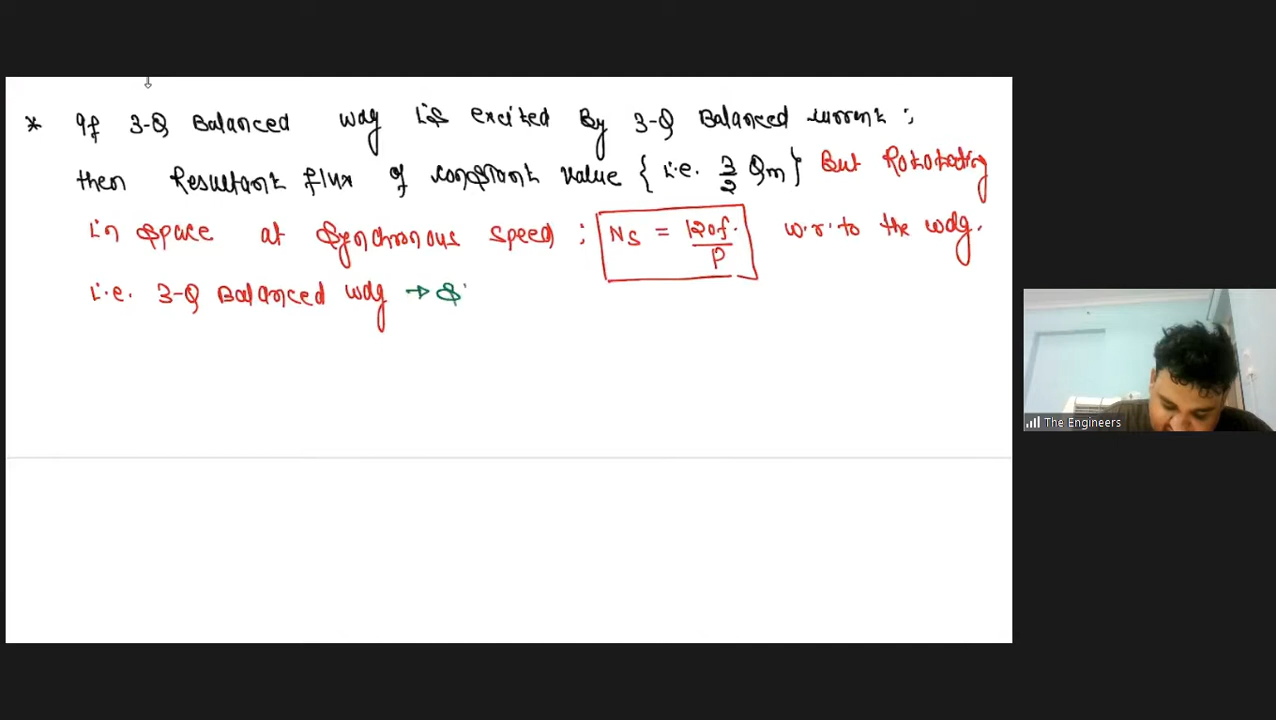 * If 3-φ Balanced wdg is excited By 3-φ Balanced current ;
then Resultant flux of constant value { i.e. 3/2 φm } But Rotatating
in space at Synchronous speed ; Ns = 120f/P w.r. to the wdg.
i.e. 3-φ Balanced wdg → S
The Engineers